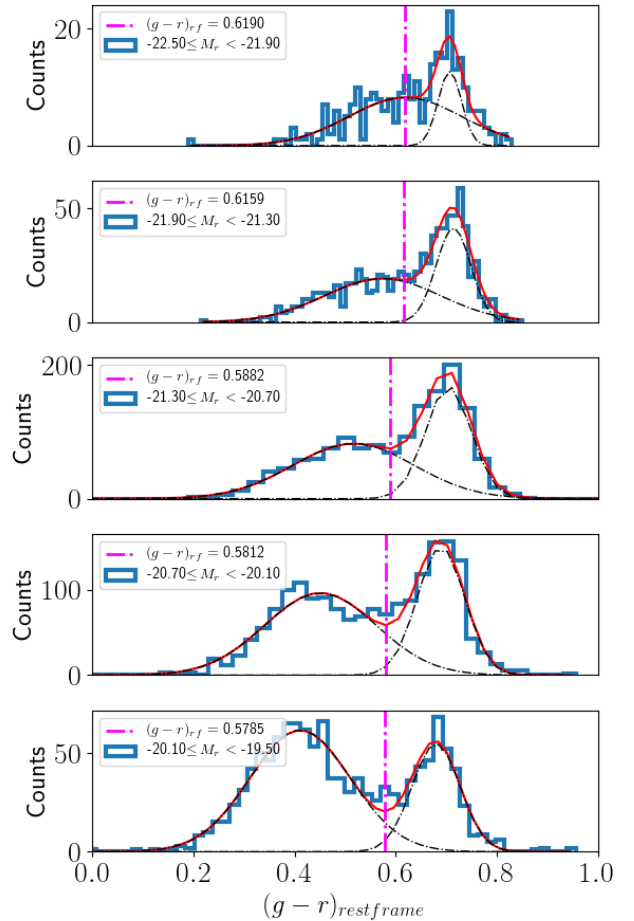 (g − r)rf = 0.6190
-22.50≤ Mr < -21.90
20
0
Counts
(g − r)rf = 0.6159
-21.90≤ Mr < -21.30
50
0
Counts
(g − r)rf = 0.5882
-21.30≤ Mr < -20.70
200
0
Counts
(g − r)rf = 0.5812
-20.70≤ Mr < -20.10
100
0
Counts
(g − r)rf = 0.5785
-20.10≤ Mr < -19.50
50
0
Counts
0.0 0.2 0.4 0.6 0.8 1.0
(g − r)restframe